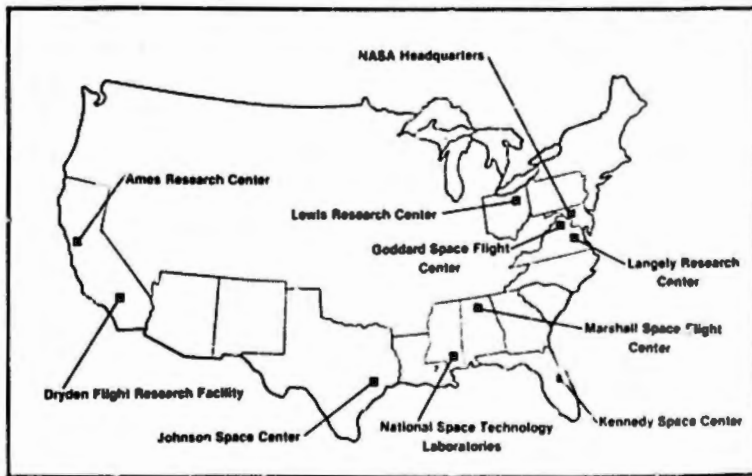 NASA Headquarters
Ames Research Center
Lewis Research Center
Goddard Space Flight
Center
Langely Research
Center
Marshall Space Flight
Center
Dryden Flight Research Facility
Johnson Space Center
National Space Technology
Laboratories
Kennedy Space Center